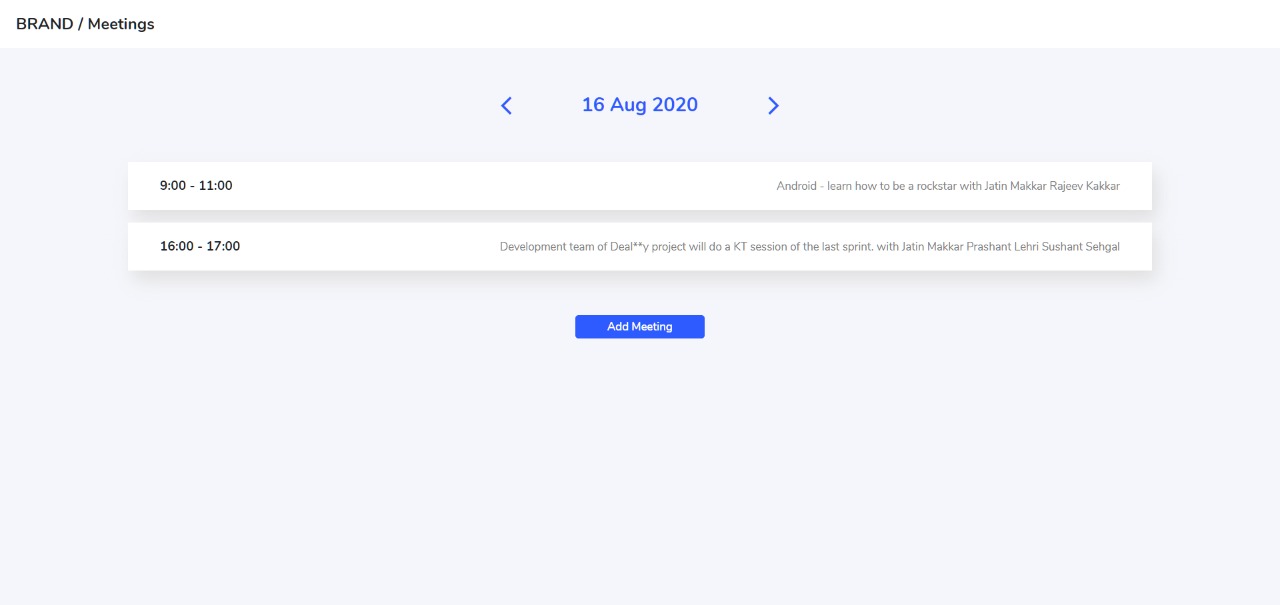 BRAND / Meetings
16 Aug 2020
9:00 - 11:00 Android - learn how to be a rockstar with Jatin Makkar Rajeev Kakkar
16:00 - 17:00 Development team of Deal**y project will do a KT session of the last sprint. with Jatin Makkar Prashant Lehri Sushant Sehgal
Add Meeting